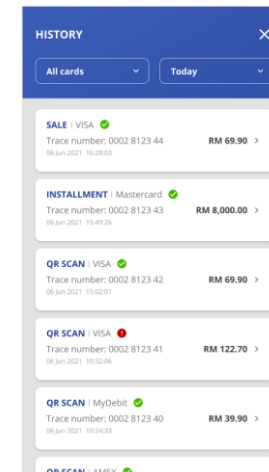 HISTORY
All cards
Today
SALE | VISA
Trace number: 0002 8123 44
RM 69.90
06 Jun 2021 16:28:03
INSTALLMENT | Mastercard
Trace number: 0002 8123 43
RM 8,000.00
06 Jun 2021 15:49:26
QR SCAN | VISA
Trace number: 0002 8123 42
RM 69.90
06 Jun 2021 15:02:01
QR SCAN | VISA
Trace number: 0002 8123 41
RM 122.70
06 Jun 2021 10:32:06
QR SCAN | MyDebit
Trace number: 0002 8123 40
RM 39.90
06 Jun 2021 10:24:33
QR SCAN | AMEX